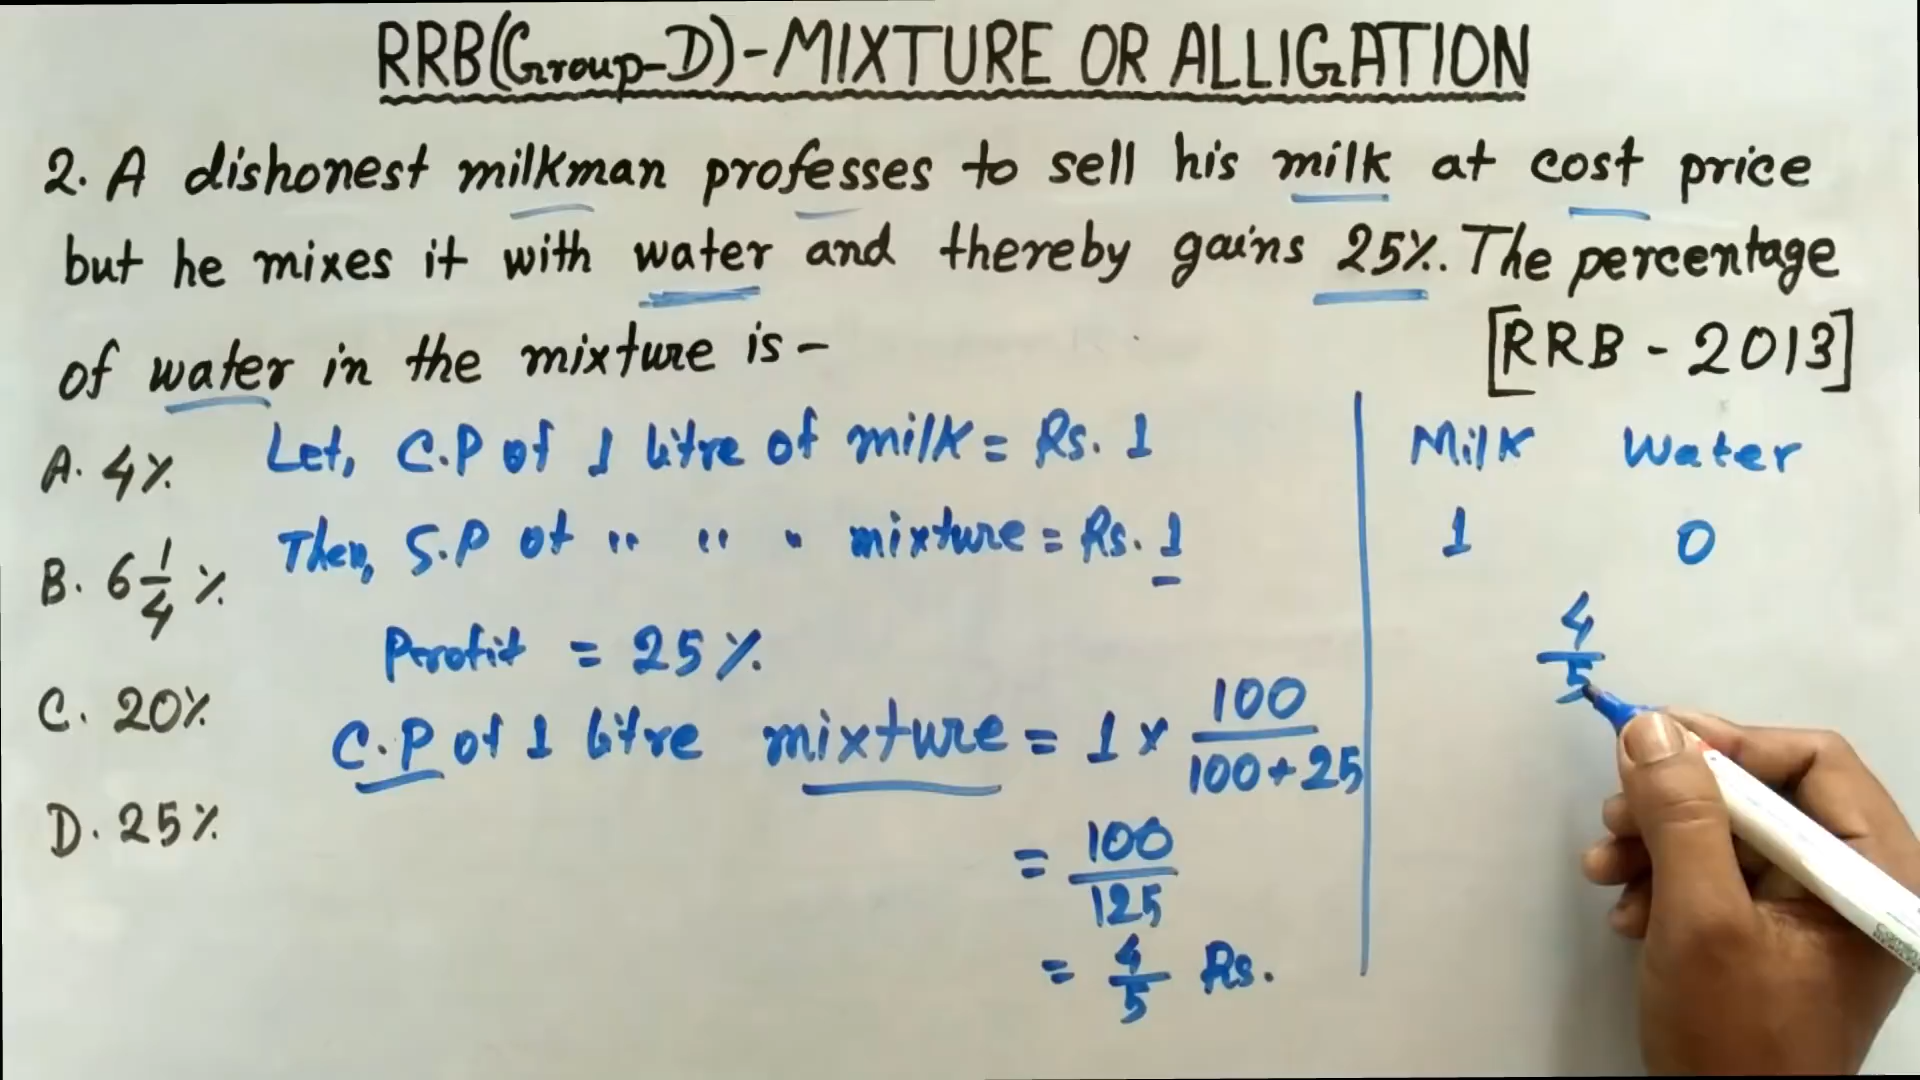 RRB(Group-D)-MIXTURE OR ALLIGATION
2. A dishonest milkman professes to sell his milk at cost price
but he mixes it with water and thereby gains 25%. The percentage
of water in the mixture is -
[RRB - 2013]
A. 4%
B. 6 1/4 %
C. 20%
D. 25%
Let, C.P of 1 litre of milk = Rs. 1
Then, S.P of " " " mixture = Rs. 1
Profit = 25%
C.P of 1 litre mixture = 1 x 100/100+25
= 100/125
= 4/5 Rs.
Milk Water
1 0
4/5